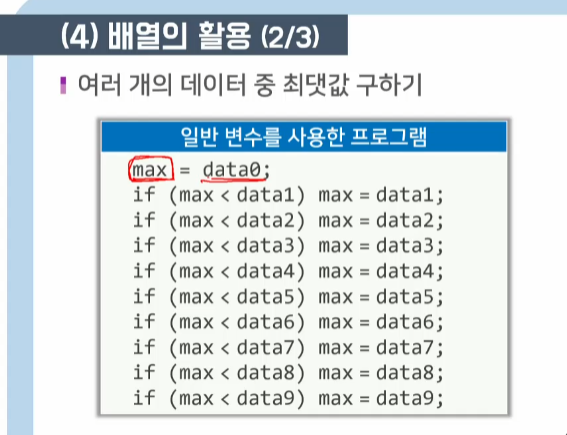 (4) 배열의 활용 (2/3)
여러 개의 데이터 중 최댓값 구하기
일반 변수를 사용한 프로그램
max = data0;
if (max < data1) max = data1;
if (max < data2) max = data2;
if (max < data3) max = data3;
if (max < data4) max = data4;
if (max < data5) max = data5;
if (max < data6) max = data6;
if (max < data7) max = data7;
if (max < data8) max = data8;
if (max < data9) max = data9;